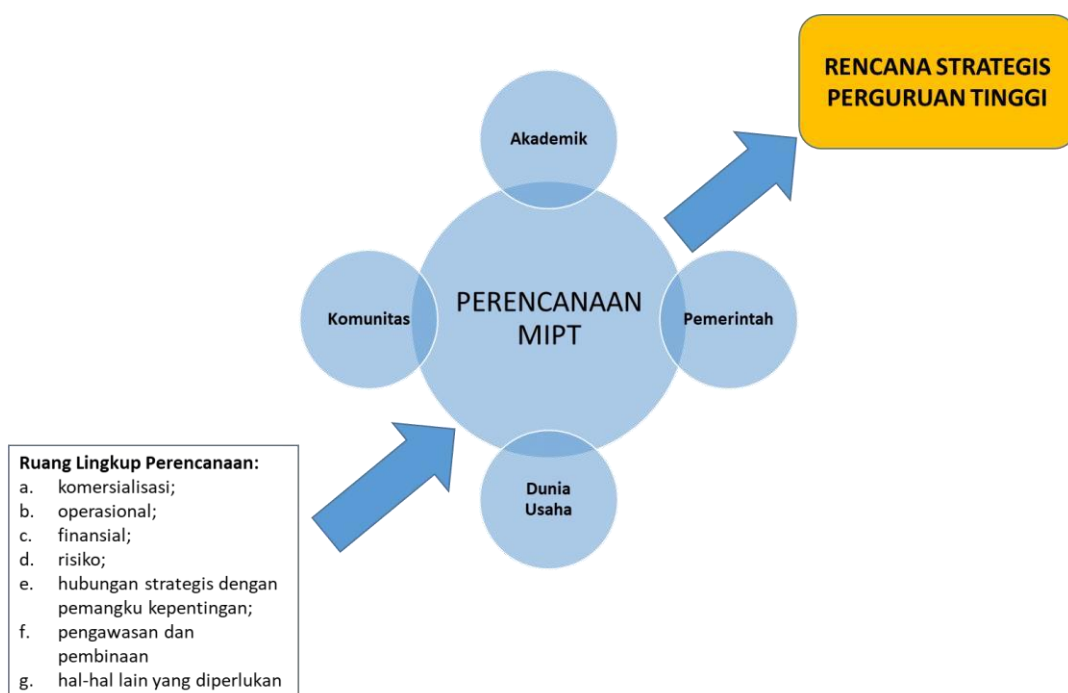 RENCANA STRATEGIS
PERGURUAN TINGGI
Akademik
PERENCANAAN
MIPT
Komunitas
Pemerintah
Dunia
Usaha
Ruang Lingkup Perencanaan:
a. komersialisasi;
b. operasional;
c. finansial;
d. risiko;
e. hubungan strategis dengan
pemangku kepentingan;
f. pengawasan dan
pembinaan
g. hal-hal lain yang diperlukan